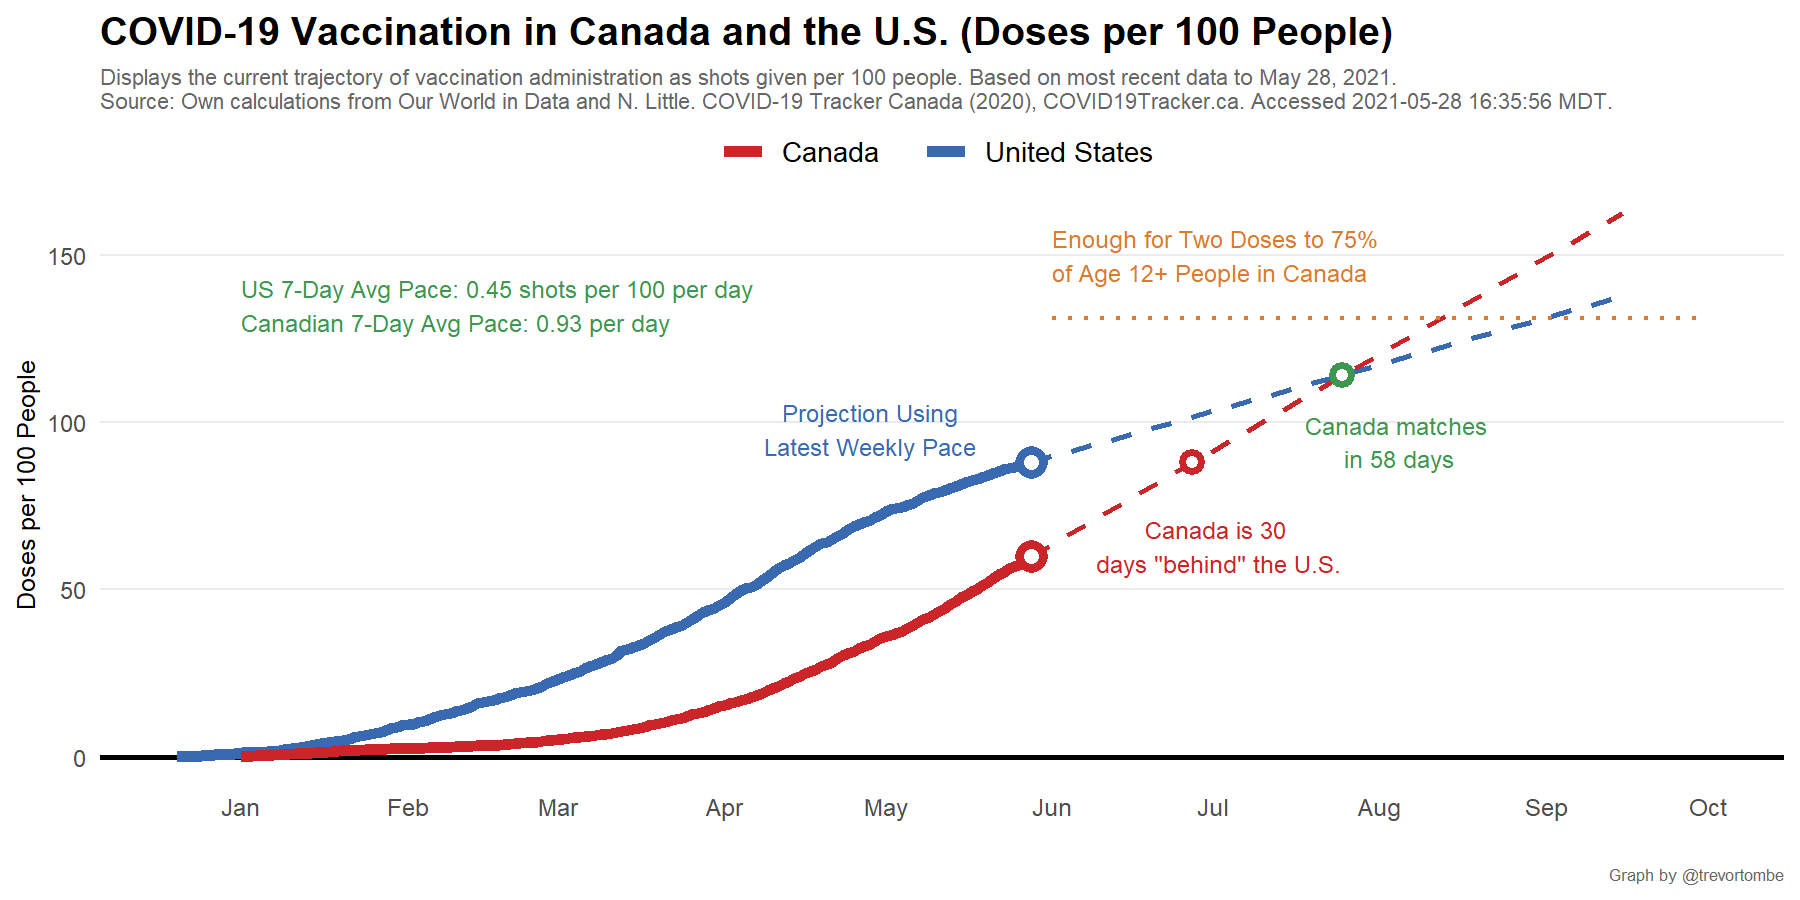 COVID-19 Vaccination in Canada and the U.S. (Doses per 100 People)
Displays the current trajectory of vaccination administration as shots given per 100 people. Based on most recent data to May 28, 2021.
Source: Own calculations from Our World in Data and N. Little. COVID-19 Tracker Canada (2020), COVID19Tracker.ca. Accessed 2021-05-28 16:35:56 MDT.
Canada
United States
Enough for Two Doses to 75%
of Age 12+ People in Canada
US 7-Day Avg Pace: 0.45 shots per 100 per day
Canadian 7-Day Avg Pace: 0.93 per day
Projection Using
Latest Weekly Pace
Canada matches
in 58 days
Canada is 30
days "behind" the U.S.
Doses per 100 People
150
100
50
0
Jan
Feb
Mar
Apr
May
Jun
Jul
Aug
Sep
Oct
Graph by @trevortombe